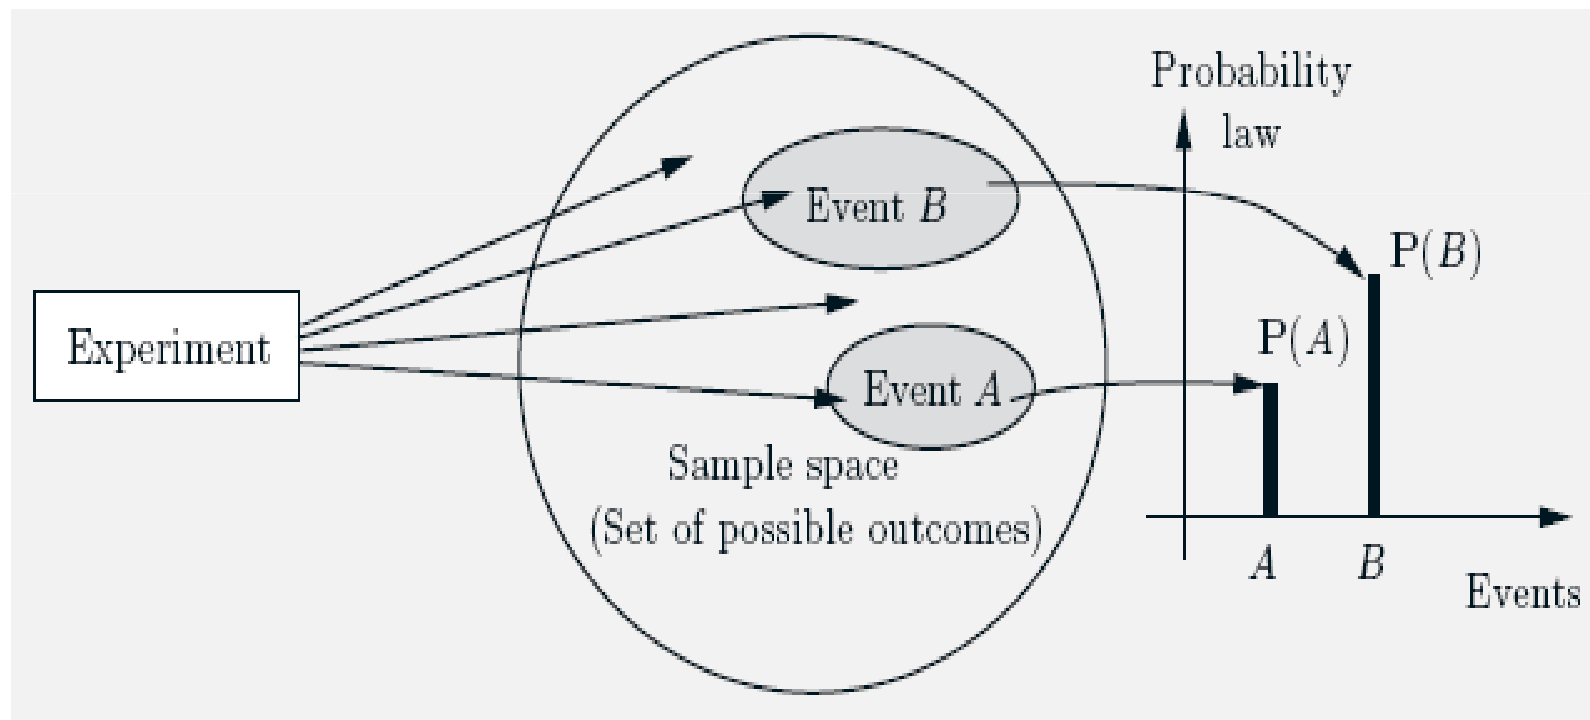 Experiment
Event B
Event A
Sample space
(Set of possible outcomes)
Probability
law
P(B)
P(A)
A
B
Events